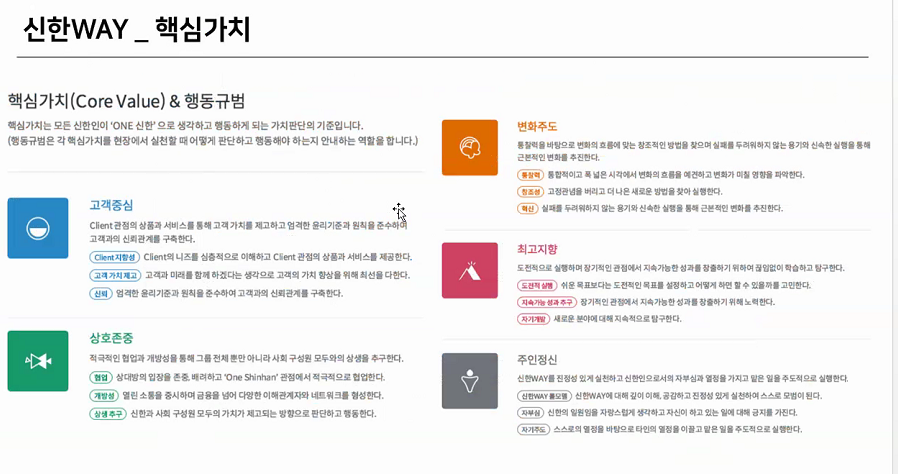 신한WAY _ 핵심가치
핵심가치(Core Value) & 행동규범
핵심가치는 모든 신한인이 'ONE 신한' 으로 생각하고 행동하게 되는 가치판단의 기준입니다.
(행동규범은 각 핵심가치를 현장에서 실천할 때 어떻게 판단하고 행동해야 하는지 안내하는 역할을 합니다.)
고객중심
Client 관점의 상품과 서비스를 통해 고객 가치를 제고하고 엄격한 윤리기준과 원칙을 준수하여
고객과의 신뢰관계를 구축한다.
Client 지향성 Client의 니즈를 심층적으로 이해하고 Client 관점의 상품과 서비스를 제공한다.
고객 가치 제고 고객과 미래를 함께 하겠다는 생각으로 고객의 가치 향상을 위해 최선을 다한다.
신뢰 엄격한 윤리기준과 원칙을 준수하여 고객과의 신뢰관계를 구축한다.
상호존중
적극적인 협업과 개방성을 통해 그룹 전체 뿐만 아니라 사회 구성원 모두와의 상생을 추구한다.
협업 상대방의 입장을 존중, 배려하고 'One Shinhan' 관점에서 적극적으로 협업한다.
개방성 열린 소통을 중시하며 금융을 넘어 다양한 이해관계자와 네트워크를 형성한다.
상생 추구 신한과 사회 구성원 모두의 가치가 제고되는 방향으로 판단하고 행동한다.
변화주도
통찰력을 바탕으로 변화의 흐름에 맞는 창조적인 방법을 찾으며 실패를 두려워하지 않는 용기와 신속한 실행을 통해
근본적인 변화를 추진한다.
통찰력 통합적이고 폭 넓은 시각에서 변화의 흐름을 예견하고 변화가 미칠 영향을 파악한다.
창조성 고정관념을 버리고 더 나은 새로운 방법을 찾아 실행한다.
혁신 실패를 두려워하지 않는 용기와 신속한 실행을 통해 근본적인 변화를 추진한다.
최고지향
도전적으로 실행하며 장기적인 관점에서 지속가능한 성과를 창출하기 위하여 끊임없이 학습하고 탐구한다.
도전적 실행 쉬운 목표보다는 도전적인 목표를 설정하고 어떻게 하면 할 수 있을까를 고민한다.
지속가능 성과 추구 장기적인 관점에서 지속가능한 성과를 창출하기 위해 노력한다.
자기개발 새로운 분야에 대해 지속적으로 탐구한다.
주인정신
신한WAY를 진정성 있게 실천하고 신한인으로서의 자부심과 열정을 가지고 맡은 일을 주도적으로 실행한다.
신한WAY 롤모델 신한WAY에 대해 깊이 이해, 공감하고 진정성 있게 실천하여 스스로 모범이 된다.
자부심 신한의 일원임을 자랑스럽게 생각하고 자신이 하고 있는 일에 대해 긍지를 가진다.
자기주도 스스로의 열정을 바탕으로 타인의 열정을 이끌고 맡은 일을 주도적으로 실행한다.